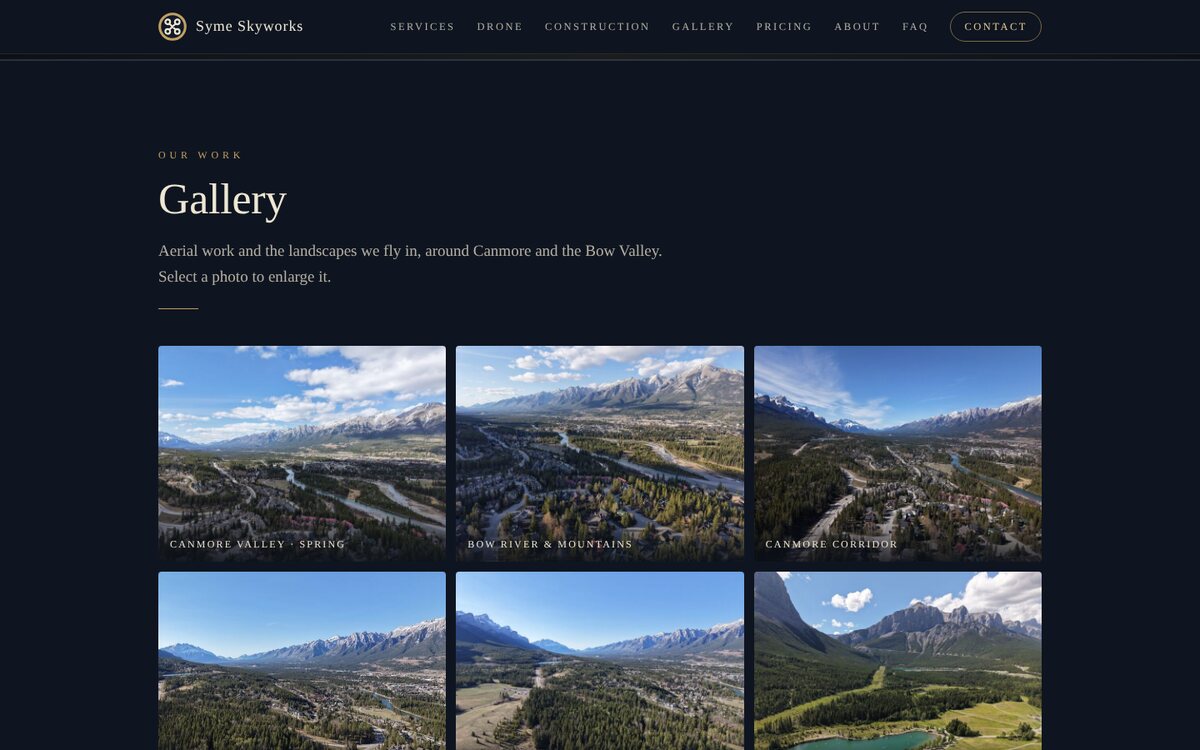 Syme Skyworks
SERVICES DRONE CONSTRUCTION GALLERY PRICING ABOUT FAQ CONTACT
OUR WORK
Gallery
Aerial work and the landscapes we fly in, around Canmore and the Bow Valley.
Select a photo to enlarge it.
CANMORE VALLEY · SPRING
BOW RIVER & MOUNTAINS
CANMORE CORRIDOR